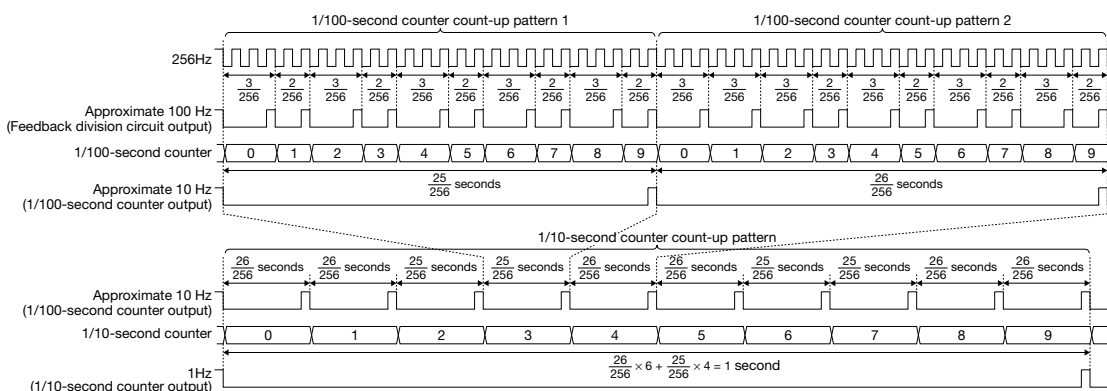 1/100-second counter count-up pattern 1
1/100-second counter count-up pattern 2
256Hz
3/256 2/256 3/256 2/256 3/256 2/256 3/256 2/256 3/256 2/256 3/256 3/256 3/256 2/256 3/256 2/256 3/256 2/256 3/256 2/256
Approximate 100 Hz
(Feedback division circuit output)
1/100-second counter 0 1 2 3 4 5 6 7 8 9 0 1 2 3 4 5 6 7 8 9
25/256 seconds 26/256 seconds
Approximate 10 Hz
(1/100-second counter output)
1/10-second counter count-up pattern
26/256 seconds 26/256 seconds 25/256 seconds 25/256 seconds 26/256 seconds 26/256 seconds 25/256 seconds 25/256 seconds 26/256 seconds 26/256 seconds
Approximate 10 Hz
(1/100-second counter output)
1/10-second counter 0 1 2 3 4 5 6 7 8 9
26/256 × 6 + 25/256 × 4 = 1 second
1Hz
(1/10-second counter output)